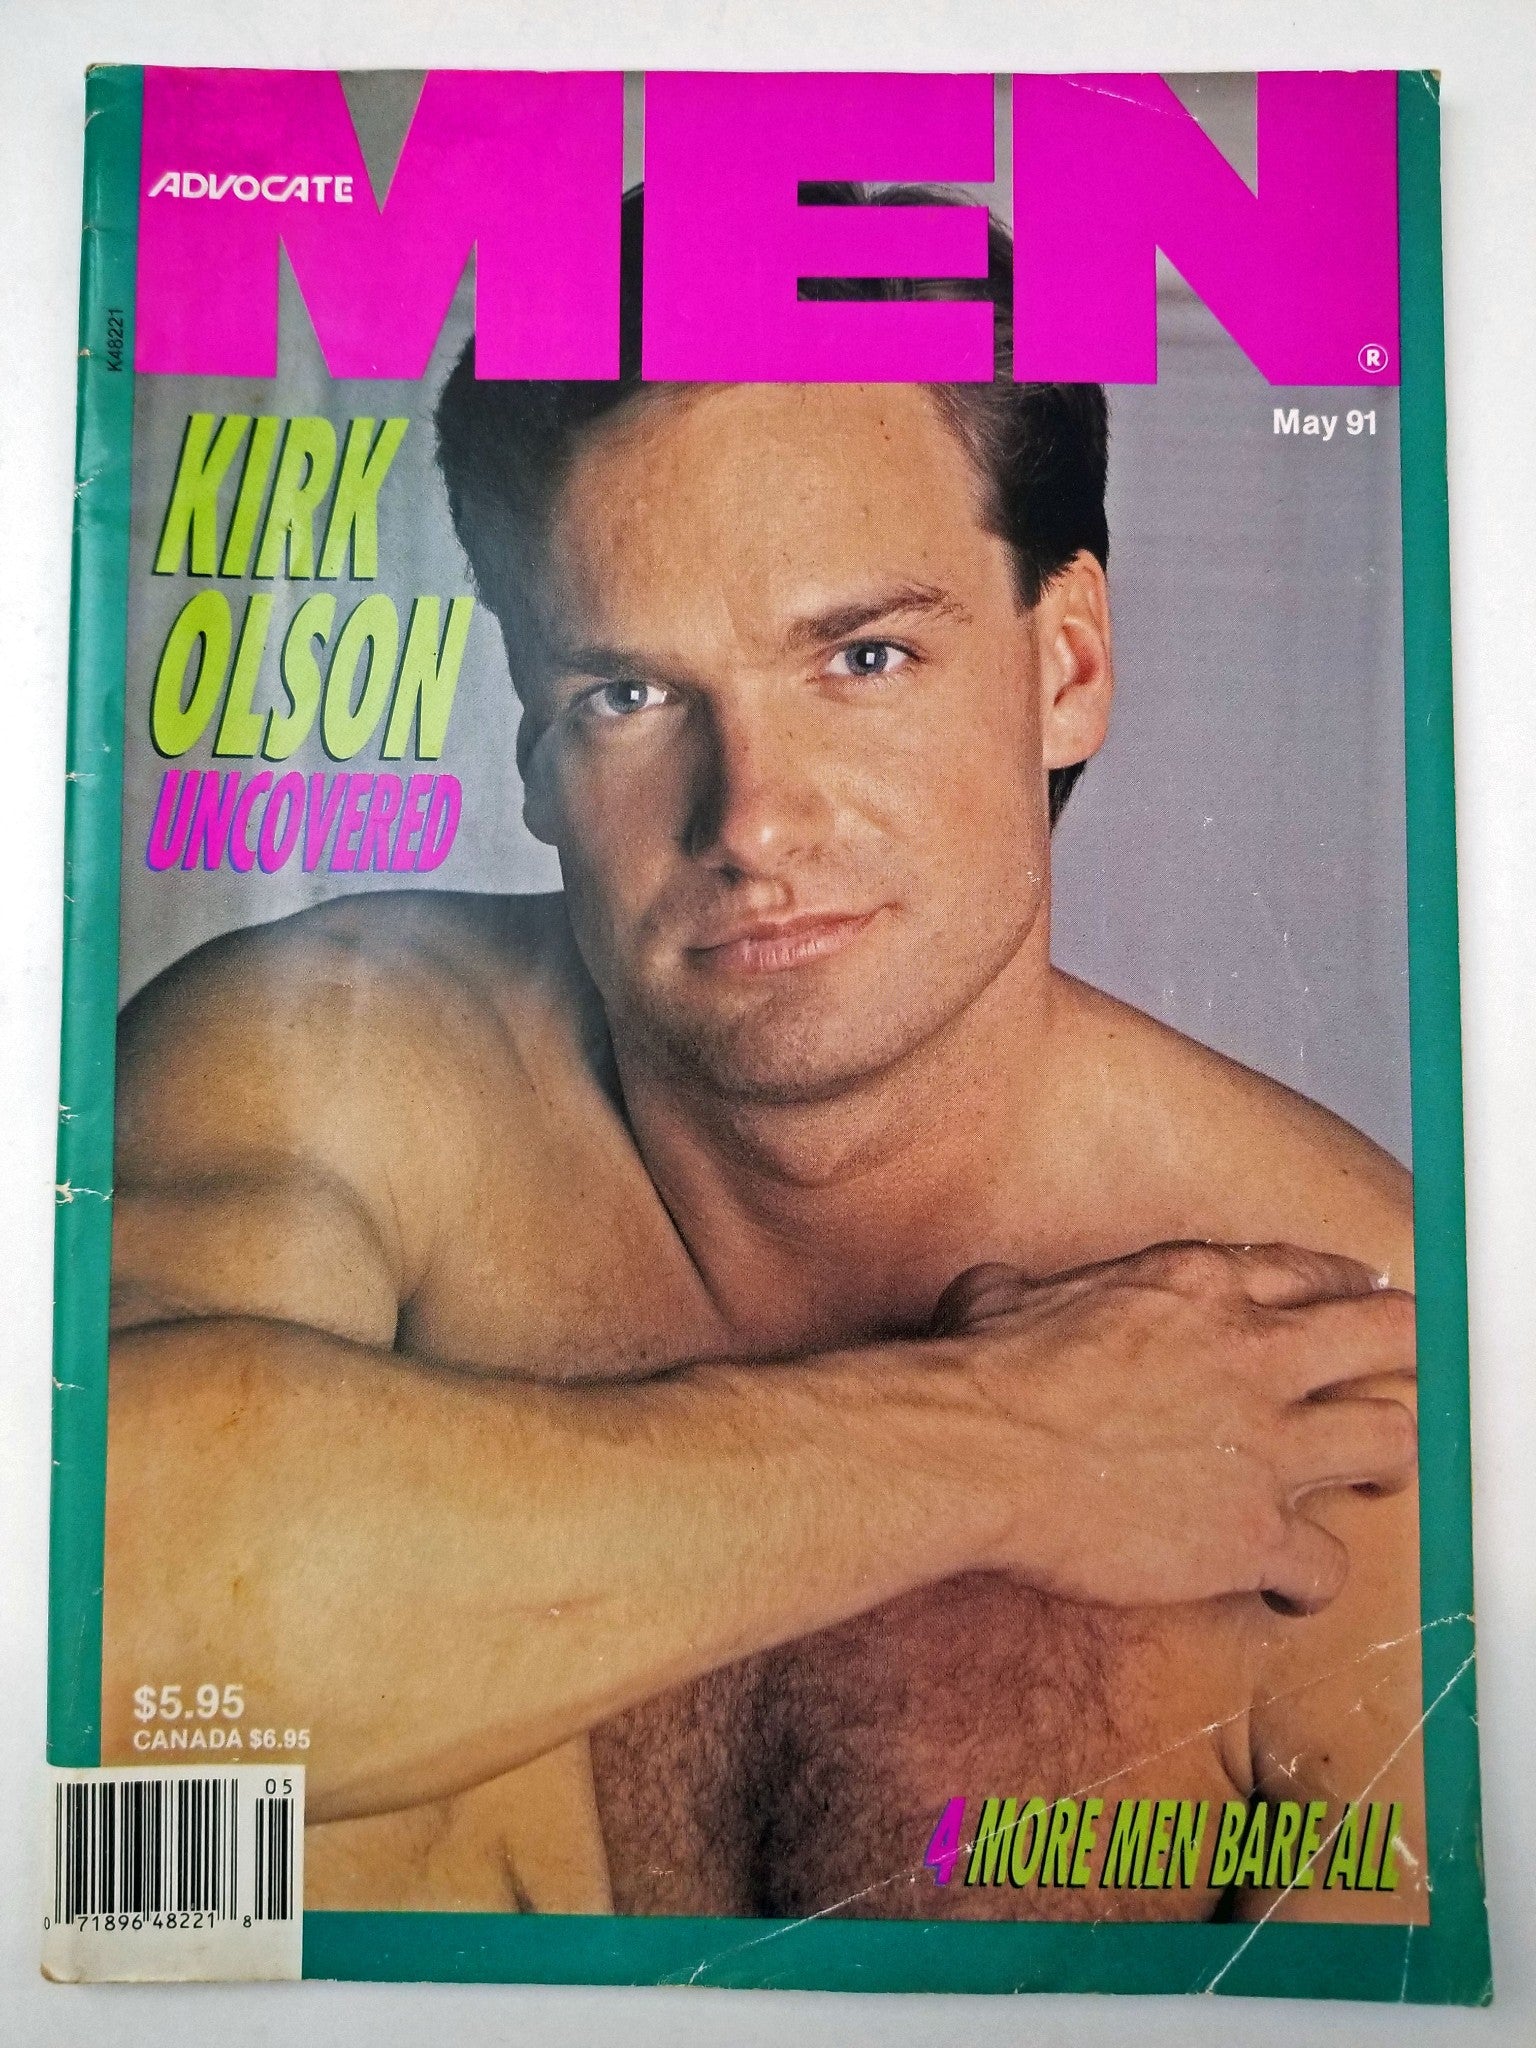 MEN
ADVOCATE
®
K48221
May 91
KIRK
OLSON
UNCOVERED
$5.95
CANADA $6.95
05
0 71896 48221 8
4 MORE MEN BARE ALL